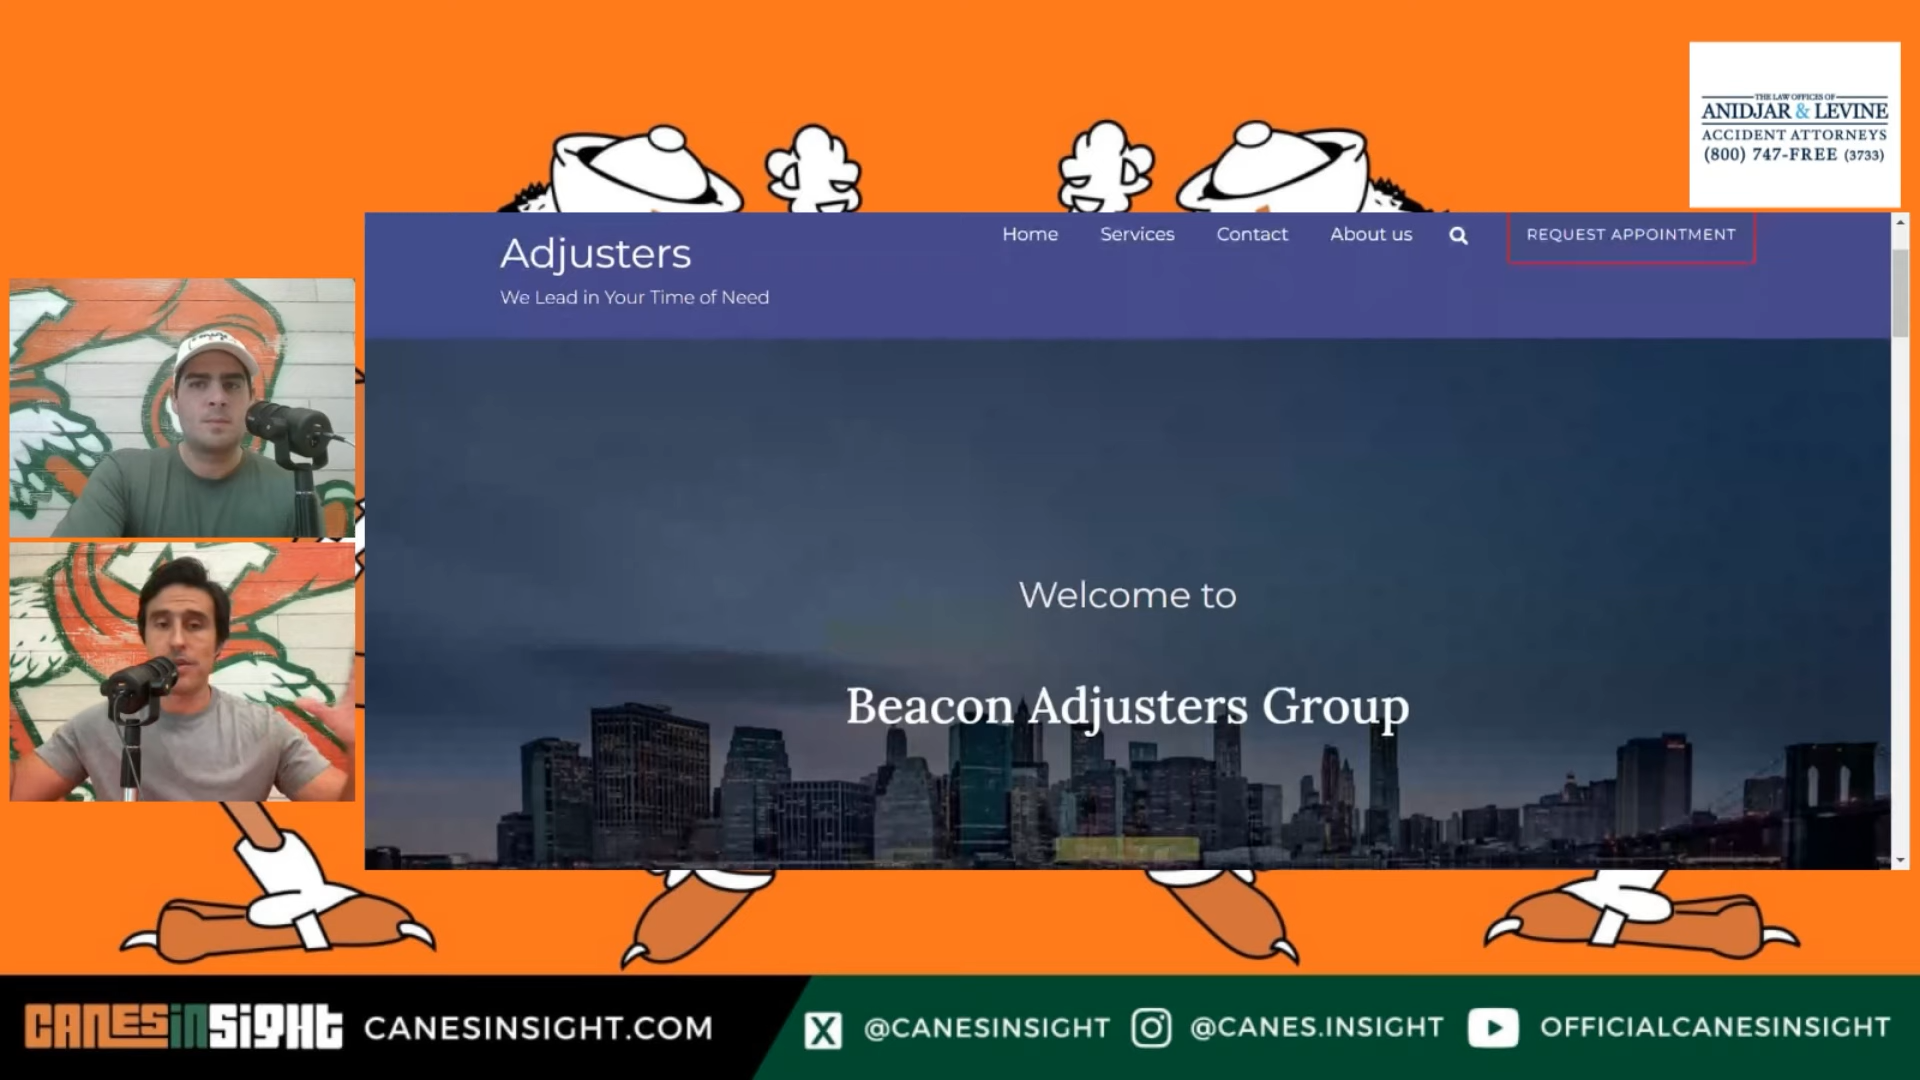 THE LAW OFFICES OF
ANIDJAR & LEVINE
ACCIDENT ATTORNEYS
(800) 747-FREE (3733)
Adjusters
We Lead in Your Time of Need
Home Services Contact About us REQUEST APPOINTMENT
Welcome to
Beacon Adjusters Group
CANESinSigHt CANESINSIGHT.COM X @CANESINSIGHT @CANES.INSIGHT OFFICIALCANESINSIGHT